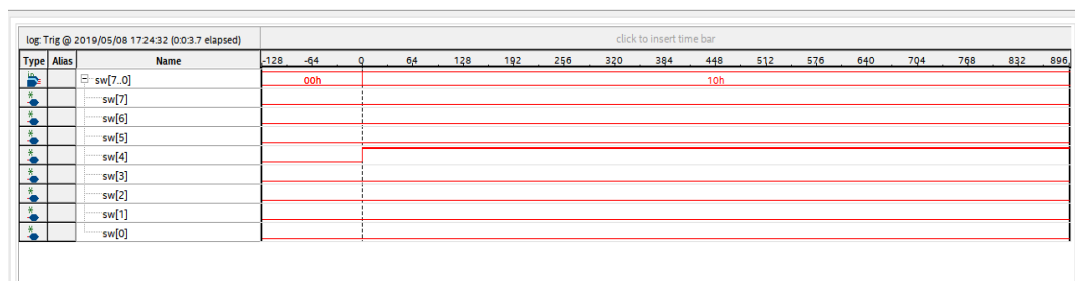 log: Trig @ 2019/05/08 17:24:32 (0:0:3.7 elapsed) click to insert time bar
Type Alias Name -128 -64 0 64 128 192 256 320 384 448 512 576 640 704 768 832 896
sw[7..0] 00h 10h
sw[7]
sw[6]
sw[5]
sw[4]
sw[3]
sw[2]
sw[1]
sw[0]